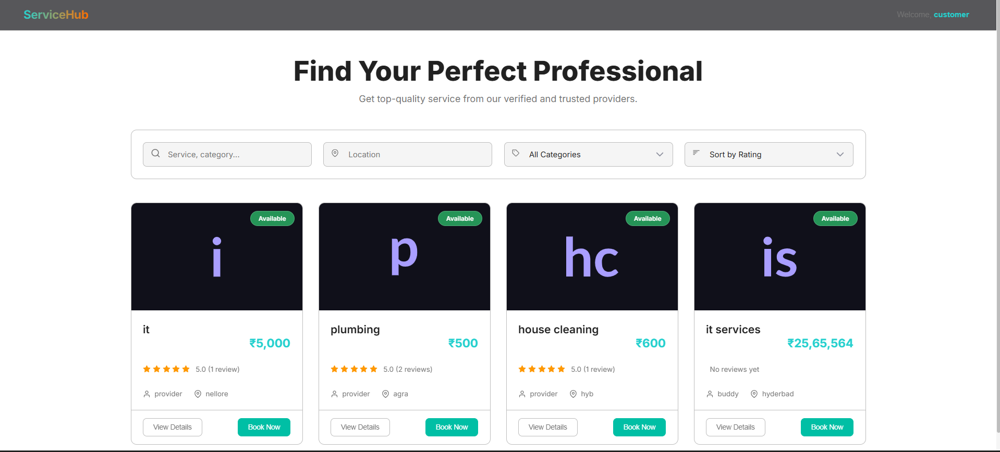 ServiceHub
Welcome, customer
Find Your Perfect Professional
Get top-quality service from our verified and trusted providers.
Service, category...
Location
All Categories
Sort by Rating
Available
i
it
₹5,000
5.0 (1 review)
provider
nellore
View Details
Book Now
Available
p
plumbing
₹500
5.0 (2 reviews)
provider
agra
View Details
Book Now
Available
hc
house cleaning
₹600
5.0 (1 review)
provider
hyb
View Details
Book Now
Available
is
it services
₹25,65,564
No reviews yet
buddy
hyderbad
View Details
Book Now